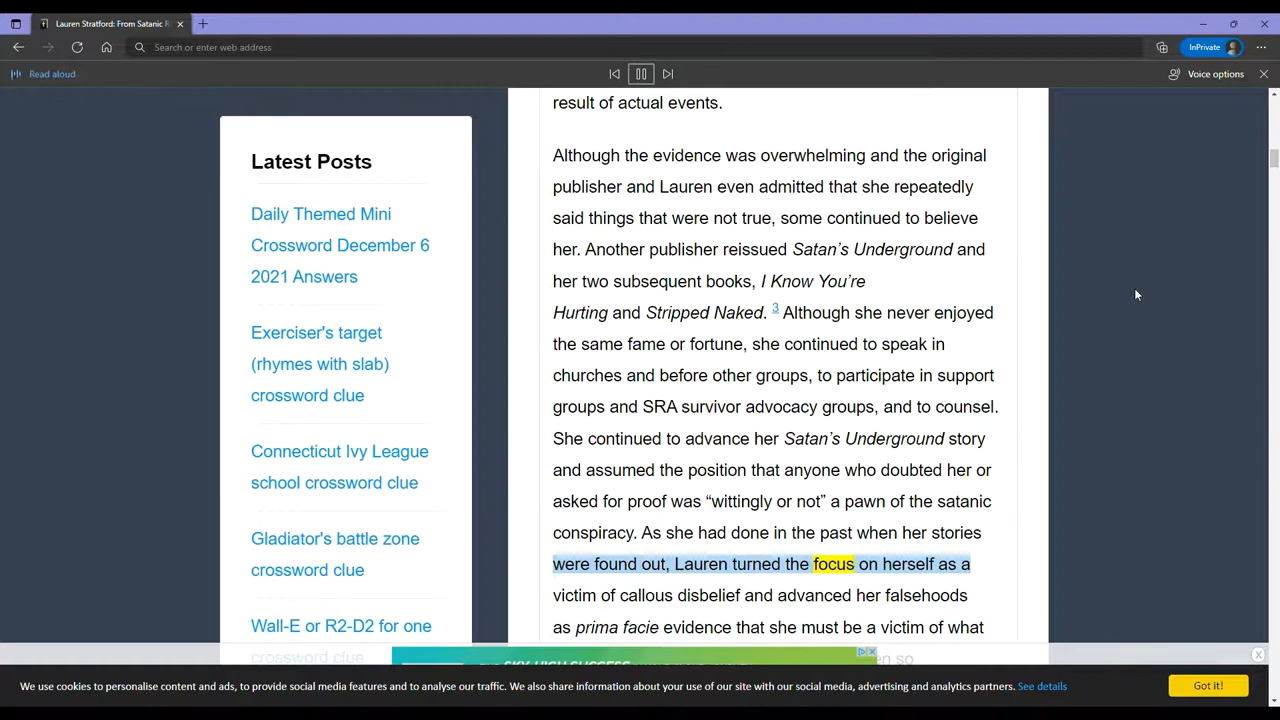 Lauren Stratford: From Satanic R
Search or enter web address
InPrivate
Read aloud
Voice options
Latest Posts
Daily Themed Mini
Crossword December 6
2021 Answers
Exerciser's target
(rhymes with slab)
crossword clue
Connecticut Ivy League
school crossword clue
Gladiator's battle zone
crossword clue
Wall-E or R2-D2 for one
crossword clue
result of actual events.
Although the evidence was overwhelming and the original
publisher and Lauren even admitted that she repeatedly
said things that were not true, some continued to believe
her. Another publisher reissued Satan’s Underground and
her two subsequent books, I Know You’re
Hurting and Stripped Naked. 3 Although she never enjoyed
the same fame or fortune, she continued to speak in
churches and before other groups, to participate in support
groups and SRA survivor advocacy groups, and to counsel.
She continued to advance her Satan’s Underground story
and assumed the position that anyone who doubted her or
asked for proof was “wittingly or not” a pawn of the satanic
conspiracy. As she had done in the past when her stories
were found out, Lauren turned the focus on herself as a
victim of callous disbelief and advanced her falsehoods
as prima facie evidence that she must be a victim of what
en so
SKY-HIGH SUCCESS
We use cookies to personalise content and ads, to provide social media features and to analyse our traffic. We also share information about your use of our site with our social media, advertising and analytics partners. See details
Got it!